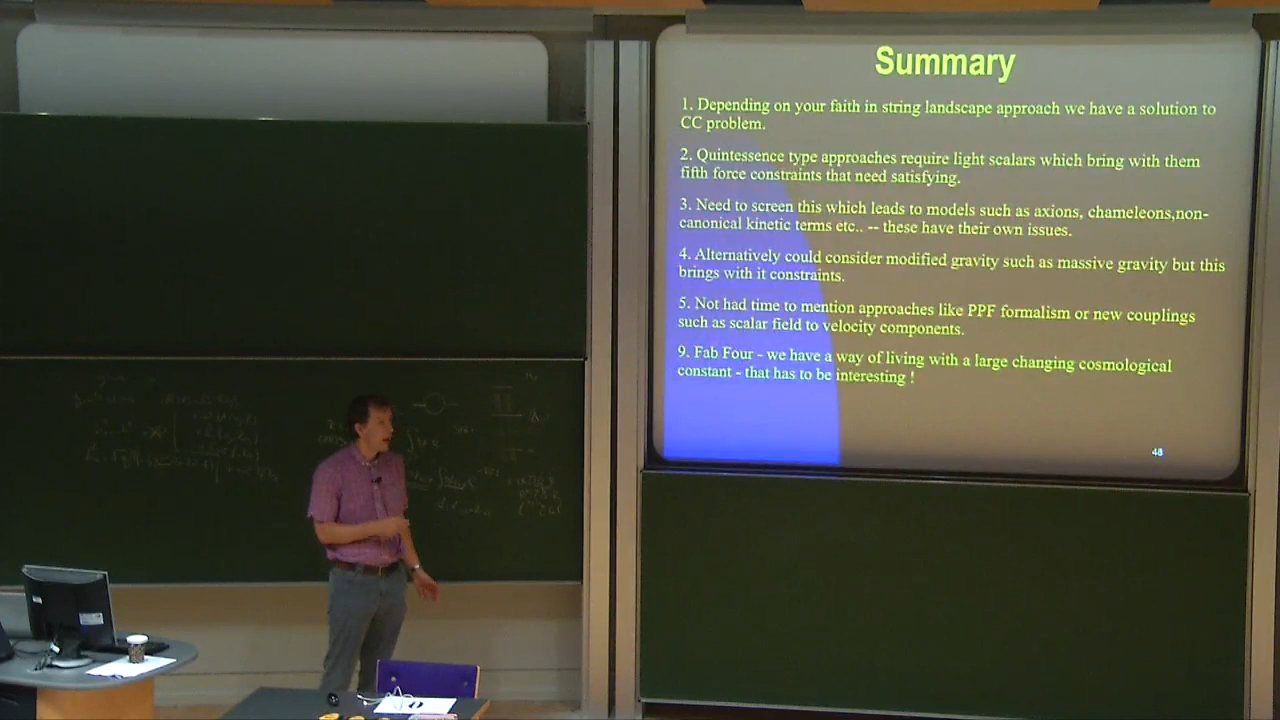 Summary
1. Depending on your faith in string landscape approach we have a solution to
CC problem.
2. Quintessence type approaches require light scalars which bring with them
fifth force constraints that need satisfying.
3. Need to screen this which leads to models such as axions, chameleons,non-
canonical kinetic terms etc.. -- these have their own issues.
4. Alternatively could consider modified gravity such as massive gravity but this
brings with it constraints.
5. Not had time to mention approaches like PPF formalism or new couplings
such as scalar field to velocity components.
9. Fab Four - we have a way of living with a large changing cosmological
constant - that has to be interesting !
48